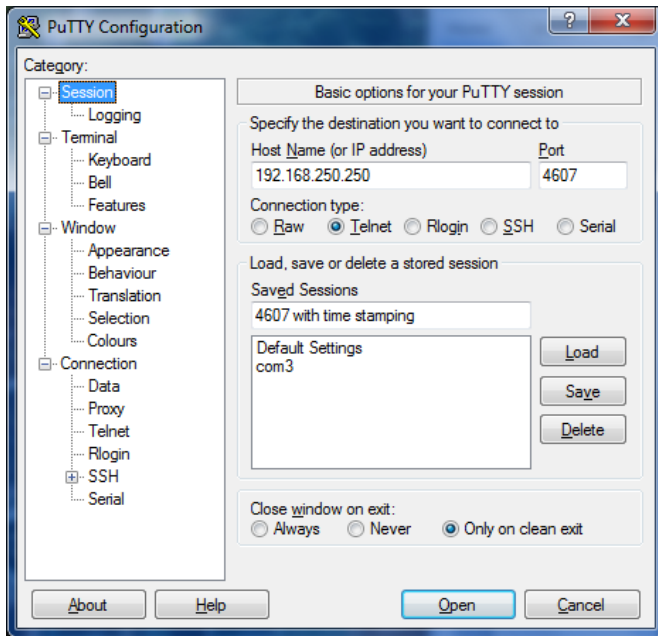 PuTTY Configuration
?
X
Category:
Session
Logging
Terminal
Keyboard
Bell
Features
Window
Appearance
Behaviour
Translation
Selection
Colours
Connection
Data
Proxy
Telnet
Rlogin
SSH
Serial
Basic options for your PuTTY session
Specify the destination you want to connect to
Host Name (or IP address) Port
192.168.250.250 4607
Connection type:
Raw Telnet Rlogin SSH Serial
Load, save or delete a stored session
Saved Sessions
4607 with time stamping
Default Settings
com3
Load
Save
Delete
Close window on exit:
Always Never Only on clean exit
About Help Open Cancel